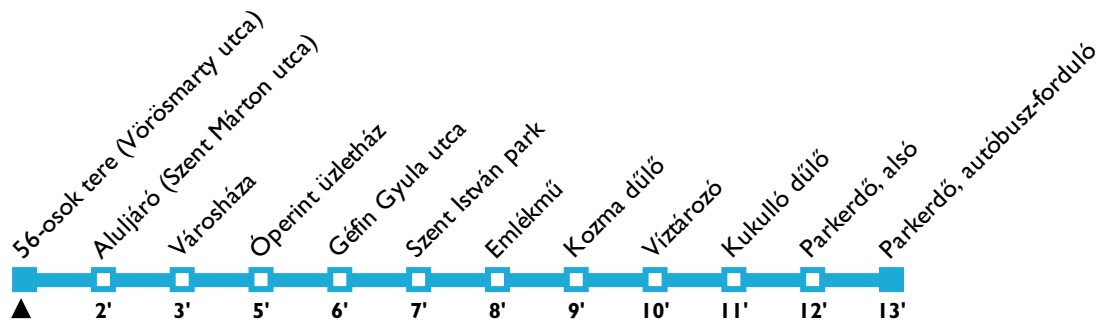 56-osok tere (Vörösmarty utca)
Aluljáró (Szent Márton utca)
Városháza
Óperint üzletház
Géfin Gyula utca
Szent István park
Emlékmű
Kozma dűlő
Víztározó
Kukulló dűlő
Parkerdő, alsó
Parkerdő, autóbusz-forduló
2' 3' 5' 6' 7' 8' 9' 10' 11' 12' 13'